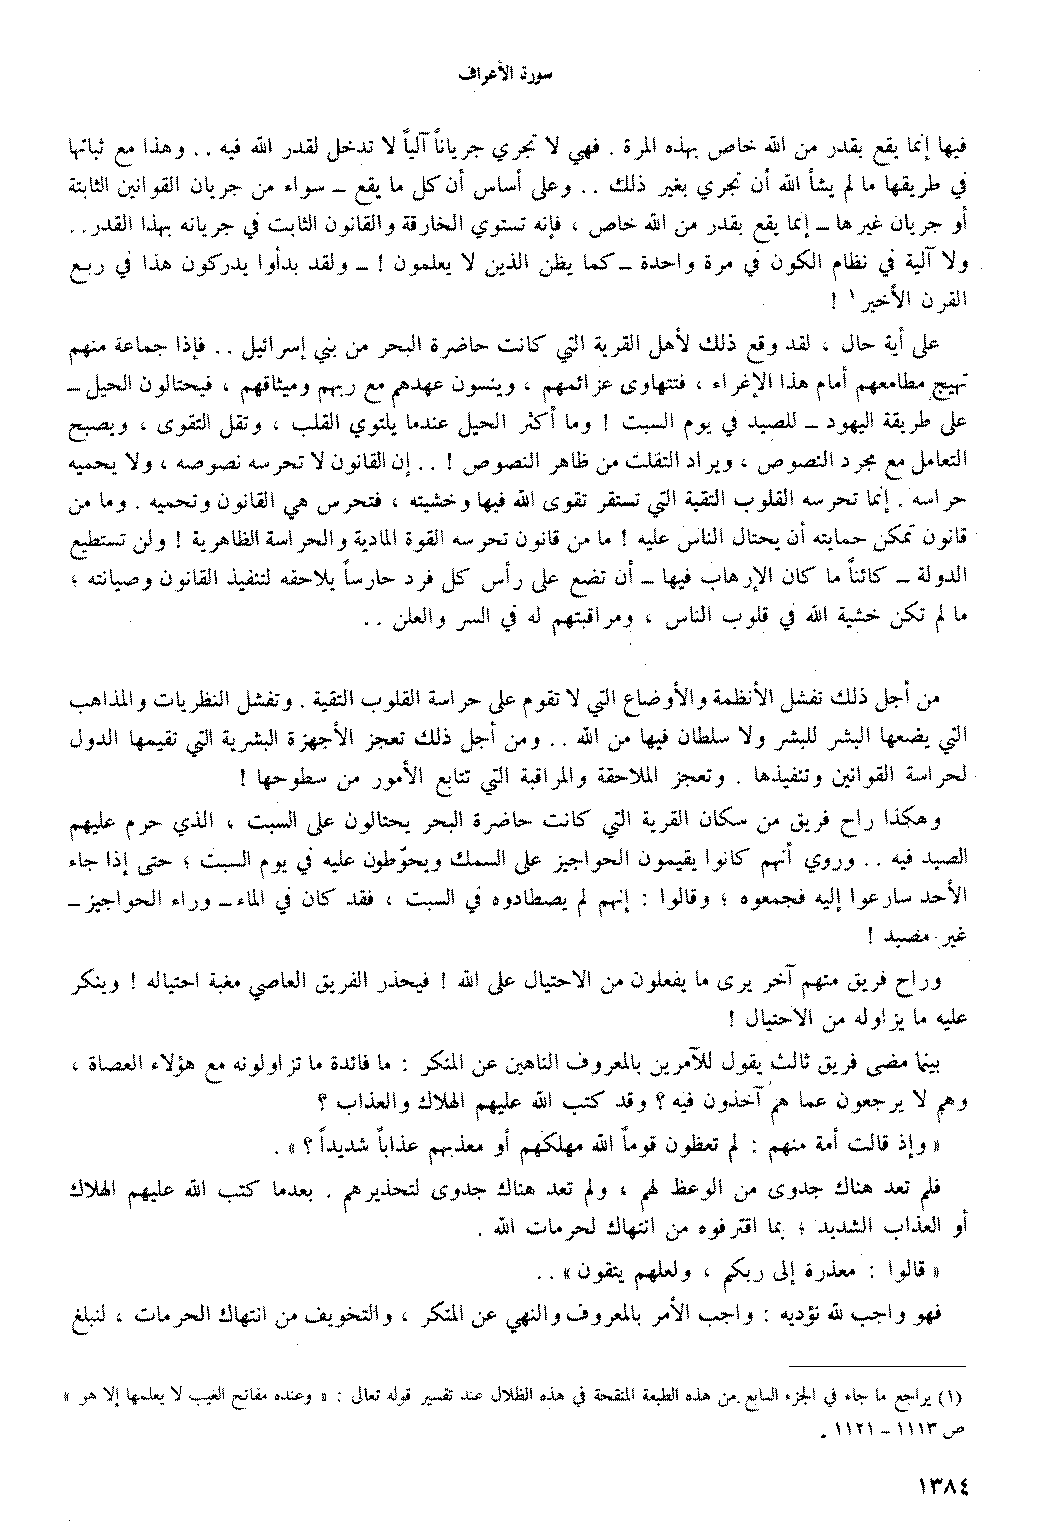 سورة الأعراف
فيها إنما يقع بقدر من الله خاص بهذه المرة . فهي لا تجري جرياناً آلياً لا تدخل لقدر الله فيه .. وهذا مع ثباتها
في طريقها ما لم يشأ الله أن تجري بغير ذلك .. وعلى أساس أن كل ما يقع – سواء من جريان القوانين الثابتة
أو جريان غيرها – إنما يقع بقدر من الله خاص ، فإنه تستوي الخارقة والقانون الثابت في جريانه بهذا القدر ..
ولا آلية في نظام الكون في مرة واحدة – كما يظن الذين لا يعلمون ! – ولقد بدأوا يدركون هذا في ربع
القرن الأخير١ !
على أية حال ، لقد وقع ذلك لأهل القرية التي كانت حاضرة البحر من بني إسرائيل .. فإذا جماعة منهم
تهيج مطامعهم أمام هذا الإغراء ، فتتهاوى عزائمهم ، وينسون عهدهم مع ربهم وميثاقهم ، فيحتالون الحيل –
على طريقة اليهود – للصيد في يوم السبت ! وما أكثر الحيل عندما يلتوي القلب ، وتقل التقوى ، ويصبح
التعامل مع مجرد النصوص ، ويراد التفلت من ظاهر النصوص ! .. إن القانون لا تحرسه نصوصه ، ولا يحميه
حراسه . إنما تحرسه القلوب التقية التي تستقر تقوى الله فيها وخشيته ، فتحرس هي القانون وتحميه . وما من
قانون تمكن حمايته أن يحتال الناس عليه ! ما من قانون تحرسه القوة المادية والحراسة الظاهرية ! ولن تستطيع
الدولة – كائناً ما كان الإرهاب فيها – أن تضع على رأس كل فرد حارساً يلاحقه لتنفيذ القانون وصيانته ؛
ما لم تكن خشية الله في قلوب الناس ، ومراقبتهم له في السر والعلن ..
من أجل ذلك تفشل الأنظمة والأوضاع التي لا تقوم على حراسة القلوب التقية . وتفشل النظريات والمذاهب
التي يضعها البشر للبشر ولا سلطان فيها من الله .. ومن أجل ذلك تعجز الأجهزة البشرية التي تقيمها الدول
لحراسة القوانين وتنفيذها . وتعجز الملاحقة والمراقبة التي تتابع الأمور من سطوحها !
وهكذا راح فريق من سكان القرية التي كانت حاضرة البحر يحتالون على السبت ، الذي حرم عليهم
الصيد فيه .. وروي أنهم كانوا يقيمون الحواجيز على السمك ويحوّطون عليه في يوم السبت ؛ حتى إذا جاء
الأحد سارعوا إليه فجمعوه ؛ وقالوا : إنهم لم يصطادوه في السبت ، فقد كان في الماء – وراء الحواجيز –
غير مصيد !
وراح فريق منهم آخر يرى ما يفعلون من الاحتيال على الله ! فيحذر الفريق العاصي مغبة احتياله ! وينكر
عليه ما يزاوله من الاحتيال !
بينما مضى فريق ثالث يقول للآمرين بالمعروف الناهين عن المنكر : ما فائدة ما تزاولونه مع هؤلاء العصاة ،
وهم لا يرجعون عما هم آخذون فيه ؟ وقد كتب الله عليهم الهلاك والعذاب ؟
« وإذ قالت أمة منهم : لم تعظون قوماً الله مهلكهم أو معذبهم عذاباً شديداً ؟ » .
فلم تعد هناك جدوى من الوعظ لهم ، ولم تعد هناك جدوى لتحذيرهم . بعدما كتب الله عليهم الهلاك
أو العذاب الشديد ؛ بما اقترفوه من انتهاك لحرمات الله .
« قالوا : معذرة إلى ربكم ، ولعلهم يتقون » ..
فهو واجب لله نؤديه : واجب الأمر بالمعروف والنهي عن المنكر ، والتخويف من انتهاك الحرمات ، لنبلغ
(١) يراجع ما جاء في الجزء السابع من هذه الطبعة المنقحة في هذه الظلال عند تفسير قوله تعالى : « وعنده مفاتح الغيب لا يعلمها إلا هو »
ص ١١١٣ – ١١٢١ .
١٣٨٤